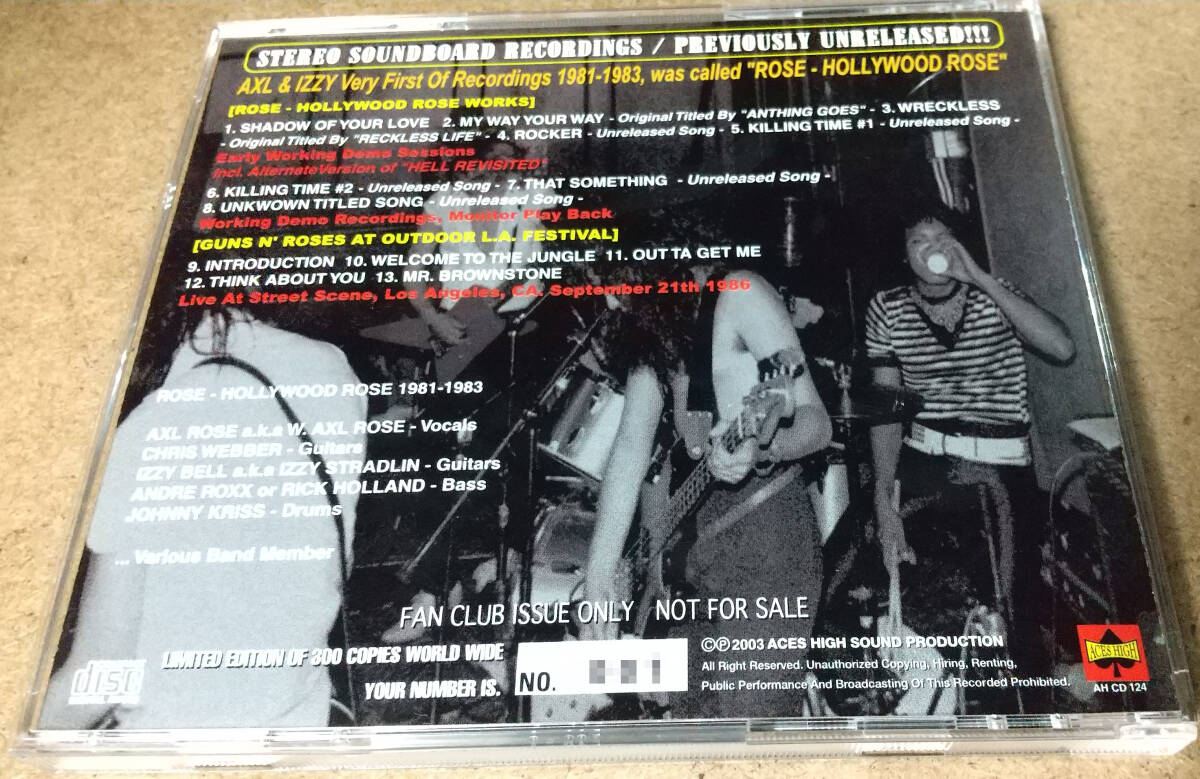 STEREO SOUNDBOARD RECORDINGS / PREVIOUSLY UNRELEASED!!!
AXL & IZZY Very First Of Recordings 1981-1983, was called "ROSE - HOLLYWOOD ROSE"
[ROSE - HOLLYWOOD ROSE WORKS]
1. SHADOW OF YOUR LOVE 2. MY WAY YOUR WAY - Original Titled By "ANTHING GOES" - 3. WRECKLESS
- Original Titled By "RECKLESS LIFE" - 4. ROCKER - Unreleased Song - 5. KILLING TIME #1 - Unreleased Song -
Early Working Demo Sessions
Incl. AlternateVersion of "HELL REVISITED"
6. KILLING TIME #2 - Unreleased Song - 7. THAT SOMETHING - Unreleased Song -
8. UNKWOWN TITLED SONG - Unreleased Song -
Working Demo Recordings, Monitor Play Back
[GUNS N' ROSES AT OUTDOOR L.A. FESTIVAL]
9. INTRODUCTION 10. WELCOME TO THE JUNGLE 11. OUT TA GET ME
12. THINK ABOUT YOU 13. MR. BROWNSTONE
Live At Street Scene, Los Angeles, CA. September 21th 1986
ROSE - HOLLYWOOD ROSE 1981-1983
AXL ROSE a.k.a W. AXL ROSE - Vocals
CHRIS WEBBER - Guitars
IZZY BELL a.k.a IZZY STRADLIN - Guitars
ANDRE ROXX or RICK HOLLAND - Bass
JOHNNY KRISS - Drums
... Various Band Member
FAN CLUB ISSUE ONLY NOT FOR SALE
LIMITED EDITION OF 300 COPIES WORLD WIDE
YOUR NUMBER IS. NO.
©℗2003 ACES HIGH SOUND PRODUCTION
All Right Reserved. Unauthorized Copying, Hiring, Renting,
Public Performance And Broadcasting Of This Recorded Prohibited.
ACES HIGH
AH CD 124
disc